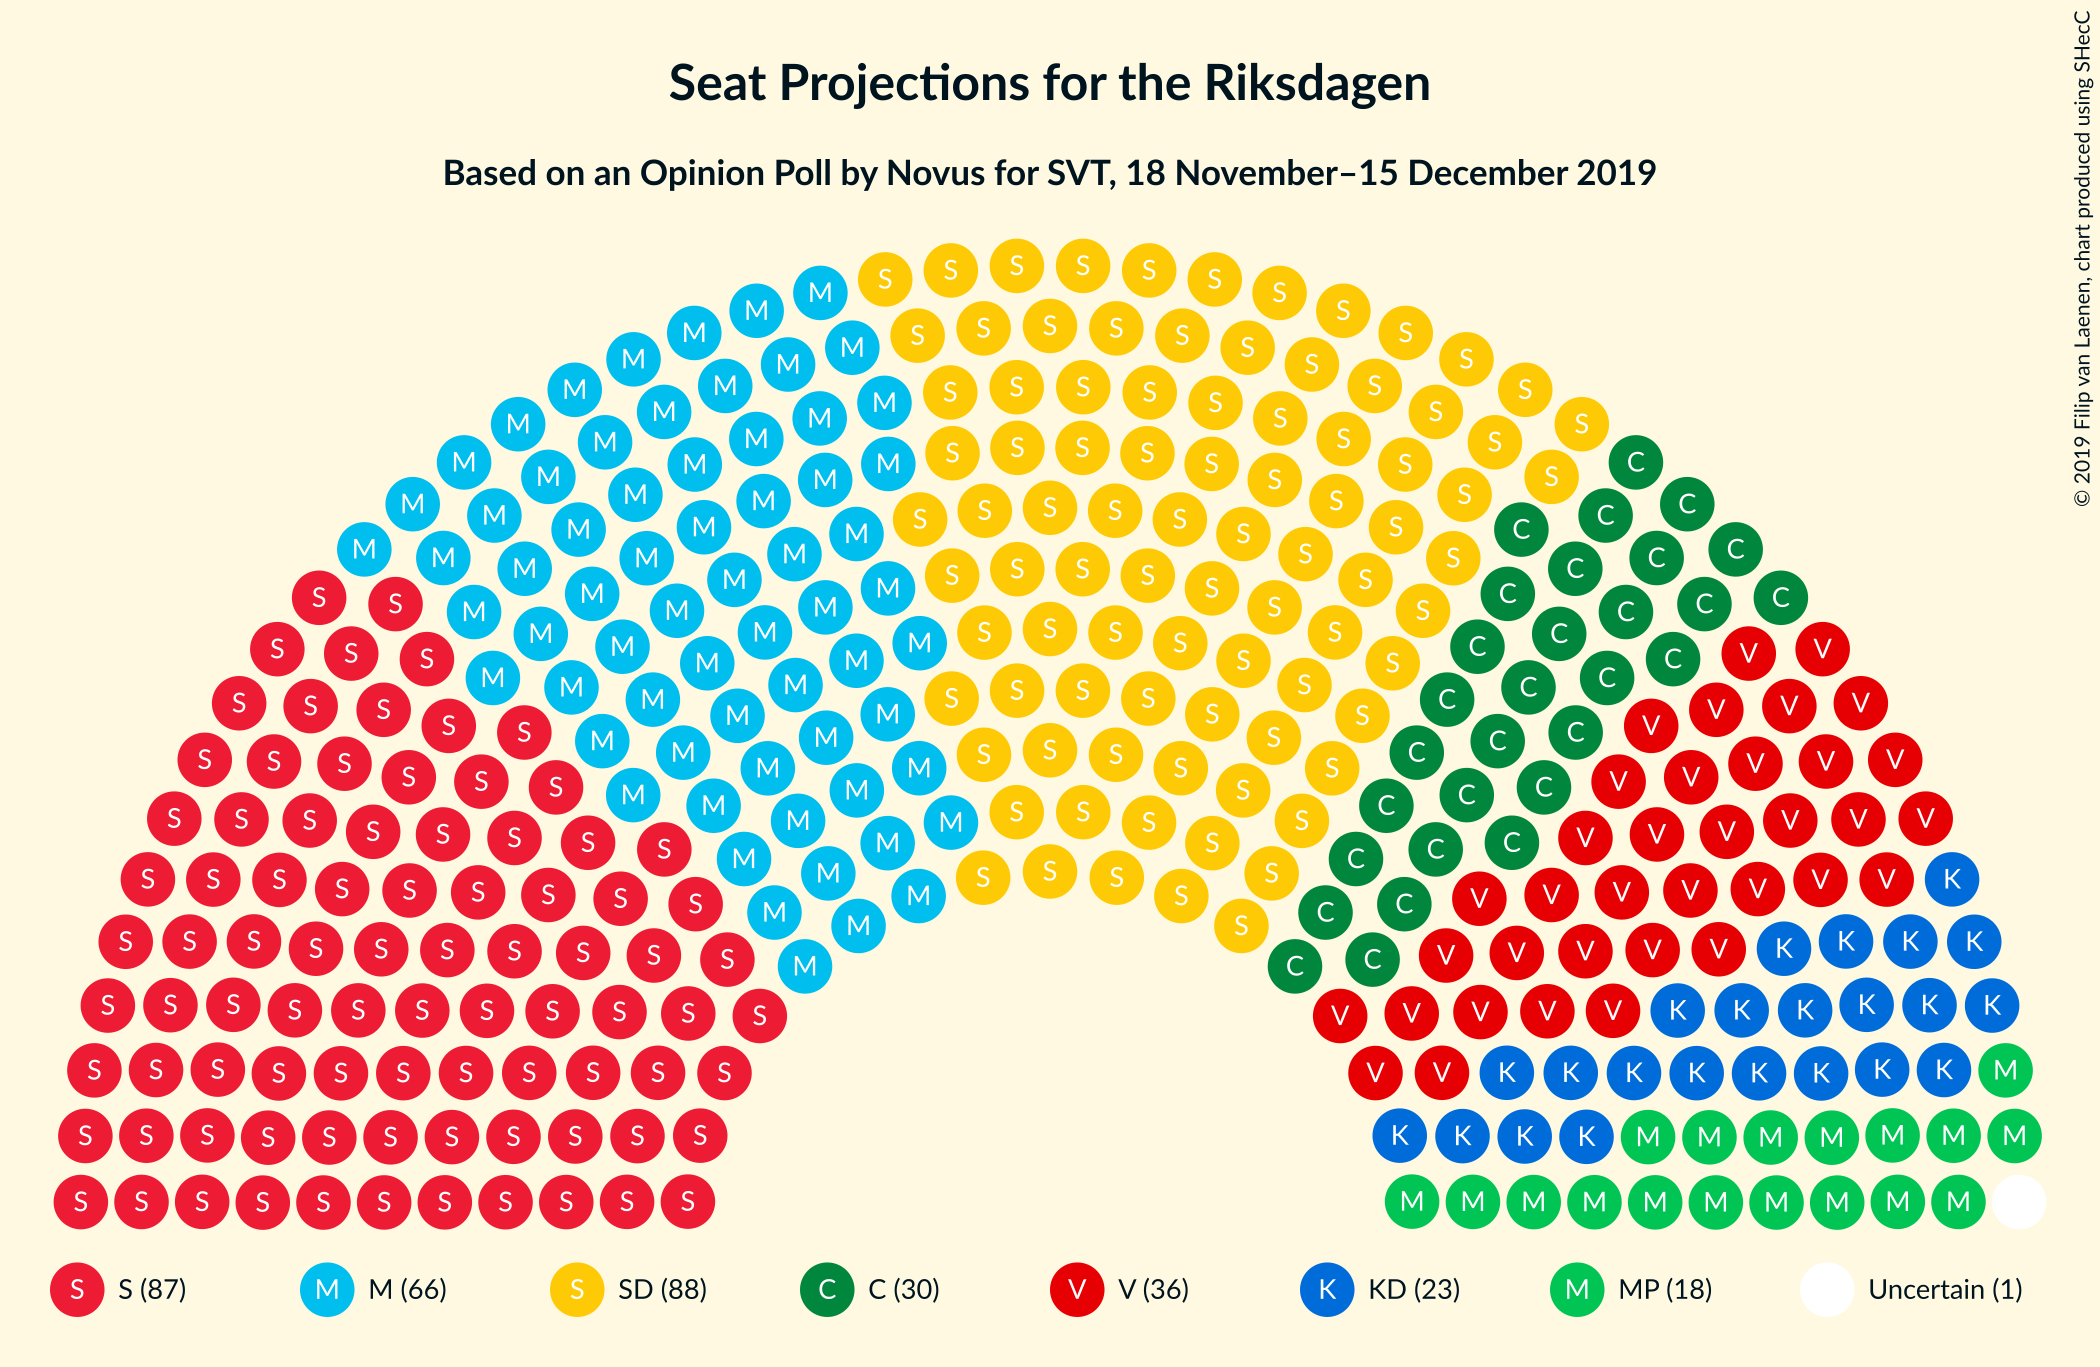 Seat Projections for the Riksdagen
Based on an Opinion Poll by Novus for SVT, 18 November–15 December 2019
© 2019 Filip van Laenen, chart produced using SHecC
S S (87) M M (66) S SD (88) C C (30) V V (36) K KD (23) M MP (18) Uncertain (1)